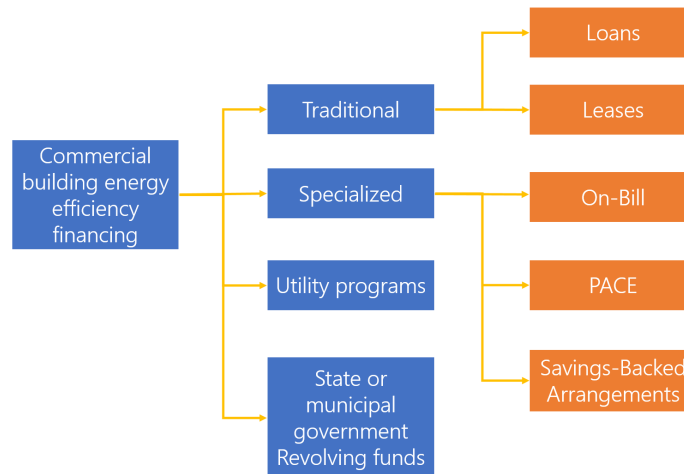 Commercial
building energy
efficiency
financing
Traditional
Specialized
Utility programs
State or
municipal
government
Revolving funds
Loans
Leases
On-Bill
PACE
Savings-Backed
Arrangements